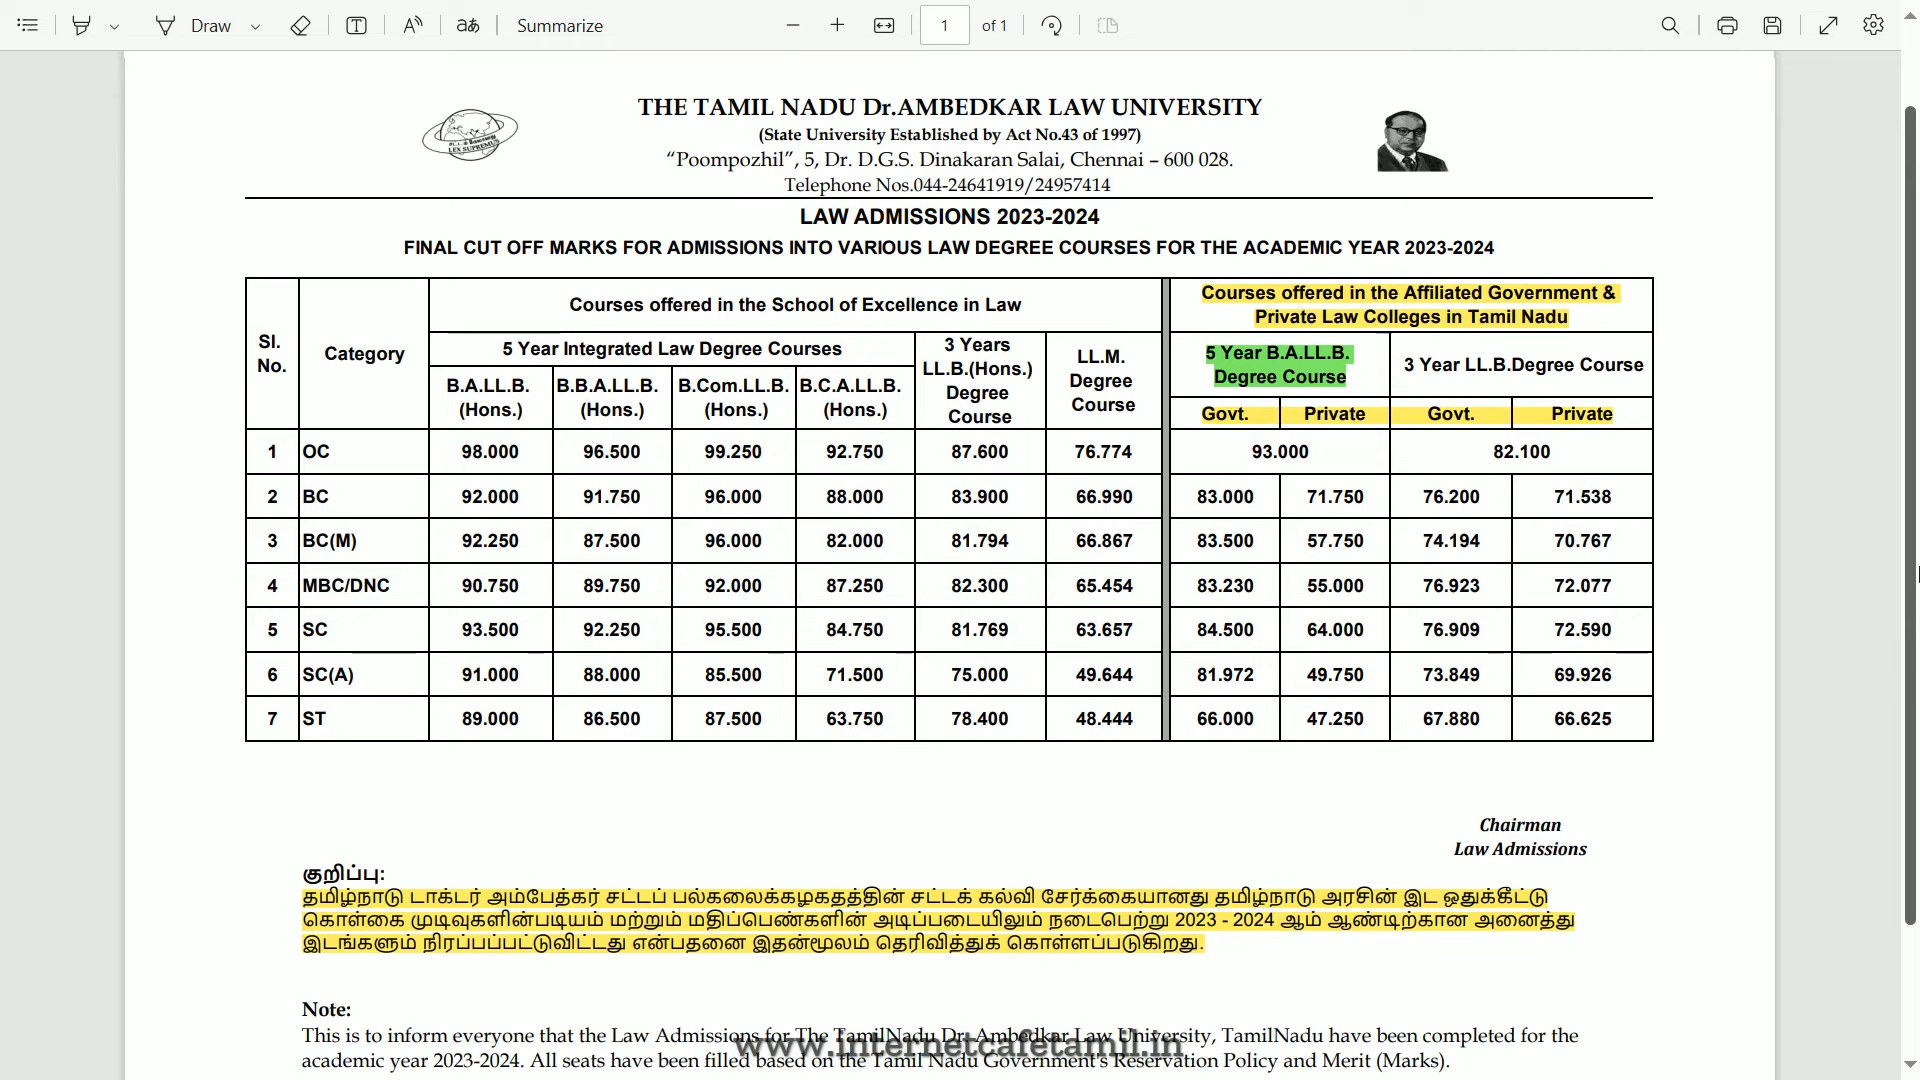 Draw
Summarize
1 of 1
THE TAMIL NADU Dr.AMBEDKAR LAW UNIVERSITY
(State University Established by Act No.43 of 1997)
“Poompozhil”, 5, Dr. D.G.S. Dinakaran Salai, Chennai – 600 028.
Telephone Nos.044-24641919/24957414
LEX SUPREMUS
LAW ADMISSIONS 2023-2024
FINAL CUT OFF MARKS FOR ADMISSIONS INTO VARIOUS LAW DEGREE COURSES FOR THE ACADEMIC YEAR 2023-2024
Sl. No. Category
Courses offered in the School of Excellence in Law
Courses offered in the Affiliated Government &
Private Law Colleges in Tamil Nadu
5 Year Integrated Law Degree Courses
3 Years
LL.B.(Hons.)
Degree
Course
LL.M.
Degree
Course
5 Year B.A.LL.B.
Degree Course
3 Year LL.B.Degree Course
B.A.LL.B. (Hons.) B.B.A.LL.B. (Hons.) B.Com.LL.B. (Hons.) B.C.A.LL.B. (Hons.)
Govt. Private Govt. Private
1 OC 98.000 96.500 99.250 92.750 87.600 76.774 93.000 82.100
2 BC 92.000 91.750 96.000 88.000 83.900 66.990 83.000 71.750 76.200 71.538
3 BC(M) 92.250 87.500 96.000 82.000 81.794 66.867 83.500 57.750 74.194 70.767
4 MBC/DNC 90.750 89.750 92.000 87.250 82.300 65.454 83.230 55.000 76.923 72.077
5 SC 93.500 92.250 95.500 84.750 81.769 63.657 84.500 64.000 76.909 72.590
6 SC(A) 91.000 88.000 85.500 71.500 75.000 49.644 81.972 49.750 73.849 69.926
7 ST 89.000 86.500 87.500 63.750 78.400 48.444 66.000 47.250 67.880 66.625
Chairman
Law Admissions
குறிப்பு:
தமிழ்நாடு டாக்டர் அம்பேத்கர் சட்டப் பல்கலைக்கழகதத்தின் சட்டக் கல்வி சேர்க்கையானது தமிழ்நாடு அரசின் இட ஒதுக்கீட்டு
கொள்கை முடிவுகளின்படியம் மற்றும் மதிப்பெண்களின் அடிப்படையிலும் நடைபெற்று 2023 - 2024 ஆம் ஆண்டிற்கான அனைத்து
இடங்களும் நிரப்பப்பட்டுவிட்டது என்பதனை இதன்மூலம் தெரிவித்துக் கொள்ளப்படுகிறது.
Note:
This is to inform everyone that the Law Admissions for The TamilNadu Dr. Ambedkar Law University, TamilNadu have been completed for the
academic year 2023-2024. All seats have been filled based on the Tamil Nadu Government's Reservation Policy and Merit (Marks).
www.internetcafetamil.in